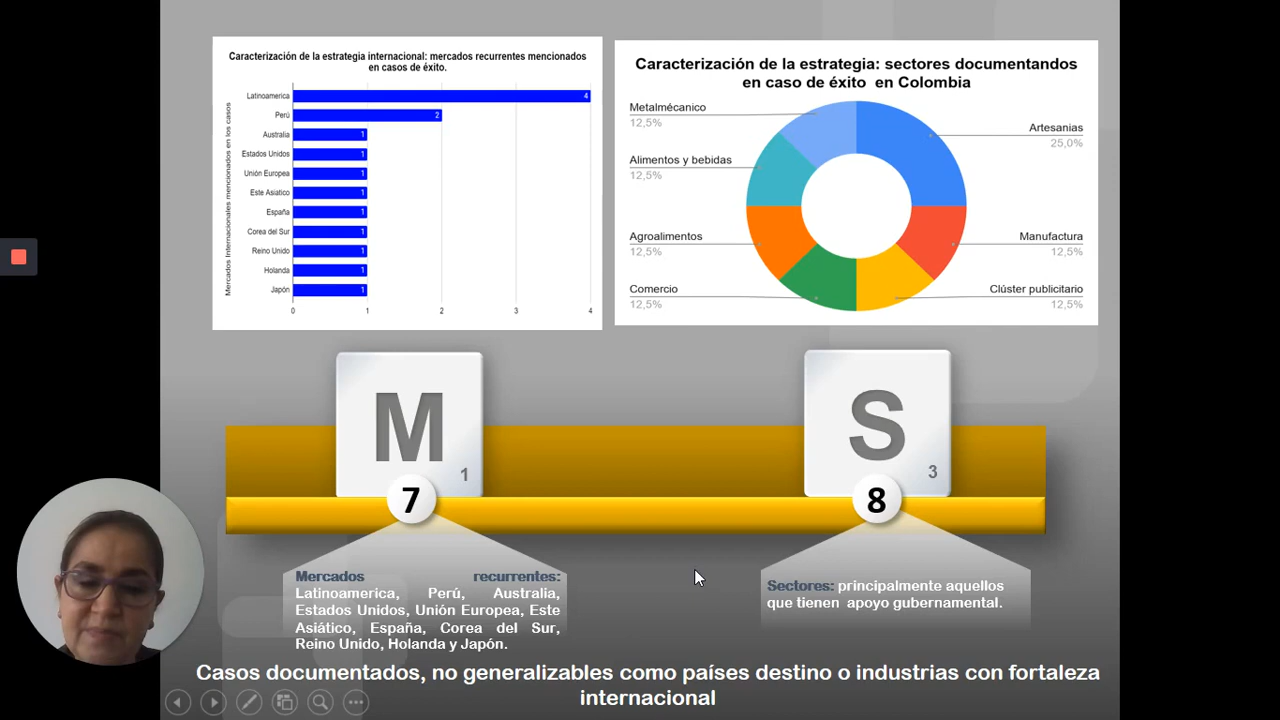 Caracterización de la estrategia internacional: mercados recurrentes mencionados
en casos de éxito.
Mercados Internacionales mencionados en los casos
Latinoamerica 4
Perú 2
Australia 1
Estados Unidos 1
Unión Europea 1
Este Asiatico 1
España 1
Corea del Sur 1
Reino Unido 1
Holanda 1
Japón 1
0 1 2 3 4
Caracterización de la estrategia: sectores documentandos
en caso de éxito en Colombia
Metalmécanico
12,5%
Alimentos y bebidas
12,5%
Agroalimentos
12,5%
Comercio
12,5%
Artesanias
25,0%
Manufactura
12,5%
Clúster publicitario
12,5%
M
1
7
Mercados recurrentes:
Latinoamerica, Perú, Australia,
Estados Unidos, Unión Europea, Este
Asiático, España, Corea del Sur,
Reino Unido, Holanda y Japón.
S
3
8
Sectores: principalmente aquellos
que tienen apoyo gubernamental.
Casos documentados, no generalizables como países destino o industrias con fortaleza
internacional